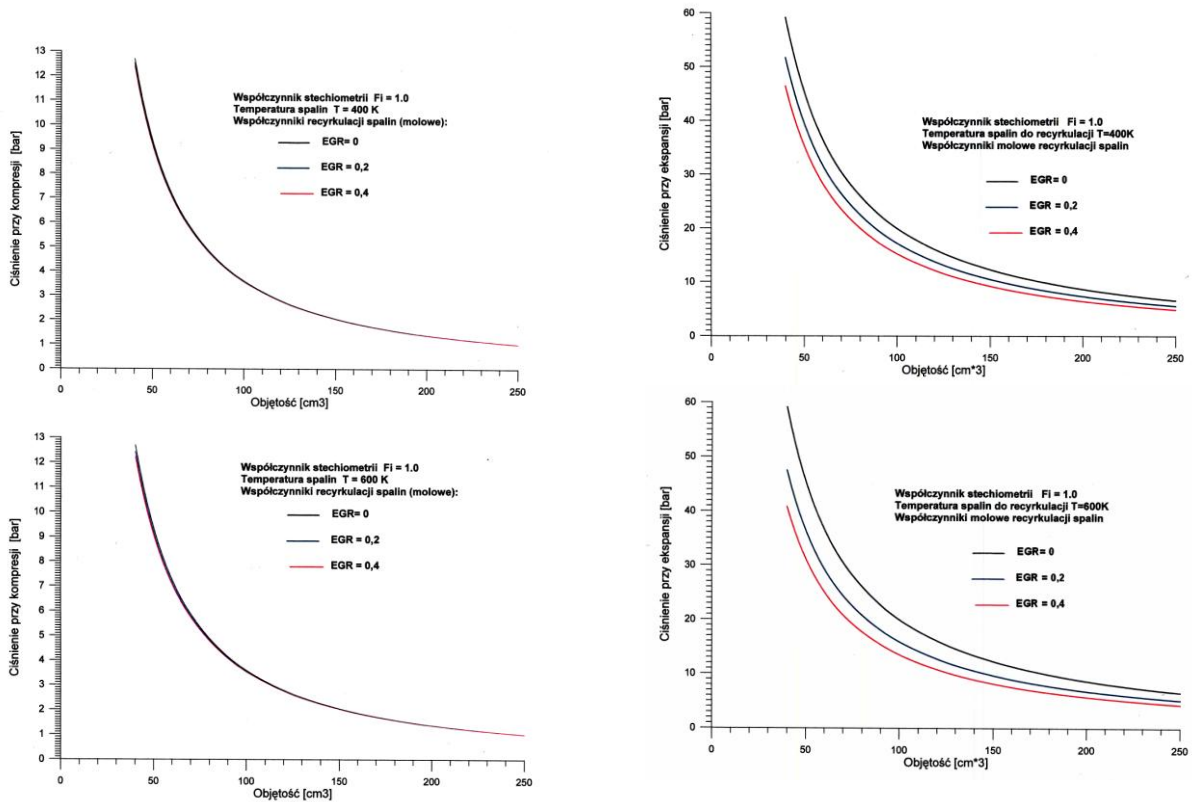 Ciśnienie przy kompresji [bar]
13
12
11
10
9
8
7
6
5
4
3
2
1
0
Współczynnik stechiometrii Fi = 1.0
Temperatura spalin T = 400 K
Współczynniki recyrkulacji spalin (molowe):
EGR= 0
EGR = 0,2
EGR = 0,4
0 50 100 150 200 250
Objętość [cm3]
Ciśnienie przy ekspansji [bar]
60
50
40
30
20
10
0
Współczynnik stechiometrii Fi = 1.0
Temperatura spalin do recyrkulacji T=400K
Współczynniki molowe recyrkulacji spalin
EGR= 0
EGR = 0,2
EGR = 0,4
0 50 100 150 200 250
Objętość [cm*3]
Ciśnienie przy kompresji [bar]
13
12
11
10
9
8
7
6
5
4
3
2
1
0
Współczynnik stechiometrii Fi = 1.0
Temperatura spalin T = 600 K
Współczynniki recyrkulacji spalin (molowe):
EGR= 0
EGR = 0,2
EGR = 0,4
0 50 100 150 200 250
Objętość [cm3]
Ciśnienie przy ekspansji [bar]
60
50
40
30
20
10
0
Współczynnik stechiometrii Fi = 1.0
Temperatura spalin do recyrkulacji T=600K
Współczynniki molowe recyrkulacji spalin
EGR= 0
EGR = 0,2
EGR = 0,4
0 50 100 150 200 250
Objętość [cm*3]